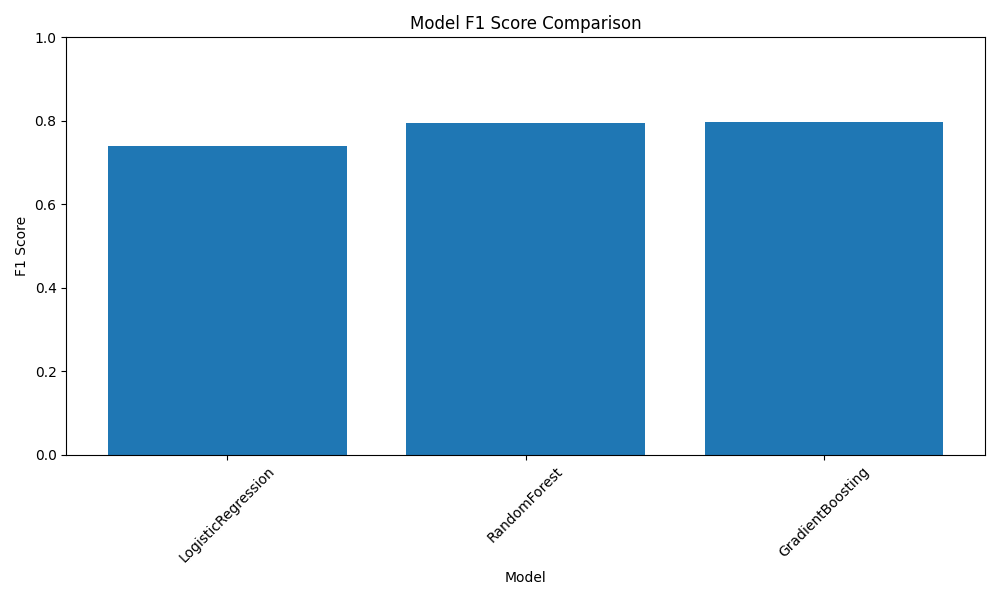 Model F1 Score Comparison
1.0
0.8
0.6
0.4
0.2
0.0
F1 Score
LogisticRegression
RandomForest
GradientBoosting
Model